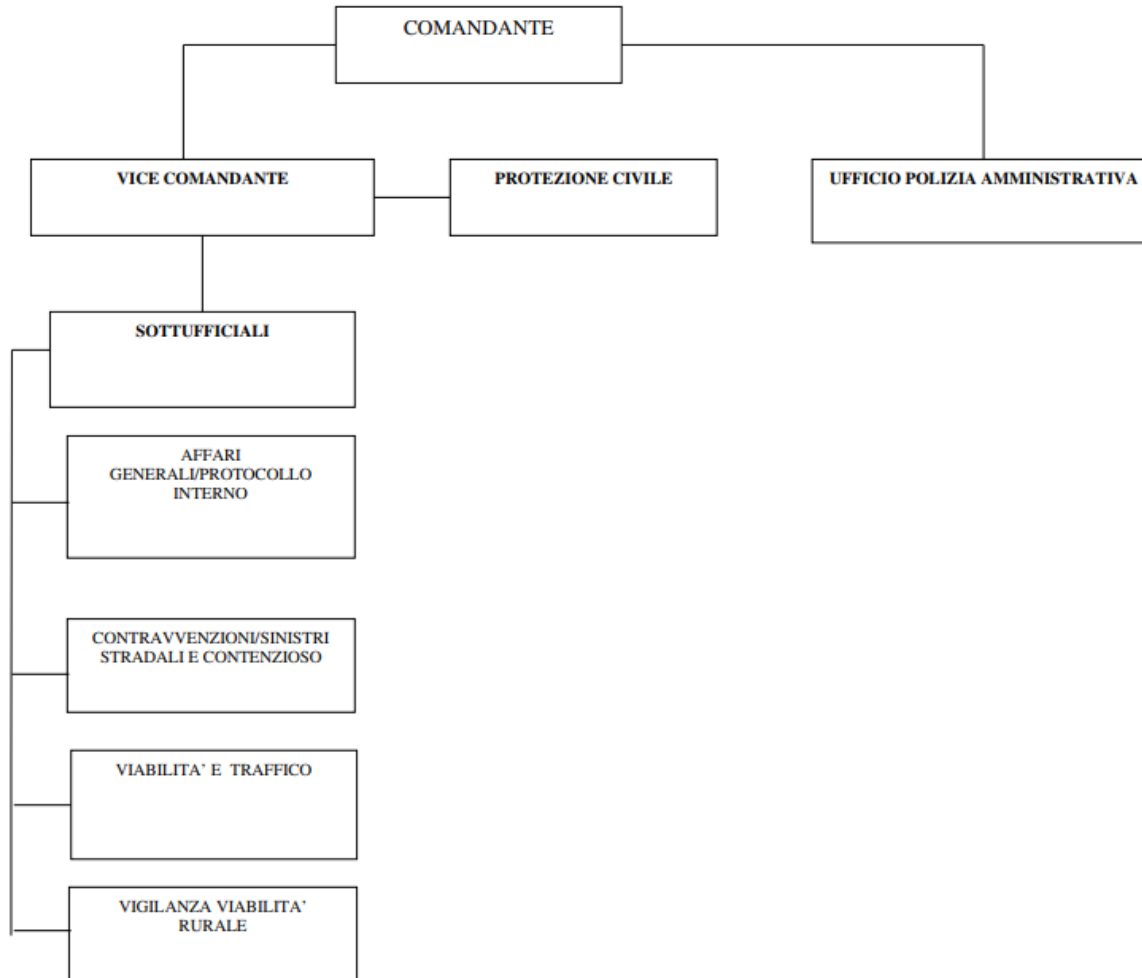 COMANDANTE
VICE COMANDANTE
PROTEZIONE CIVILE
UFFICIO POLIZIA AMMINISTRATIVA
SOTTUFFICIALI
AFFARI
GENERALI/PROTOCOLLO
INTERNO
CONTRAVVENZIONI/SINISTRI
STRADALI E CONTENZIOSO
VIABILITA’ E TRAFFICO
VIGILANZA VIABILITA’
RURALE